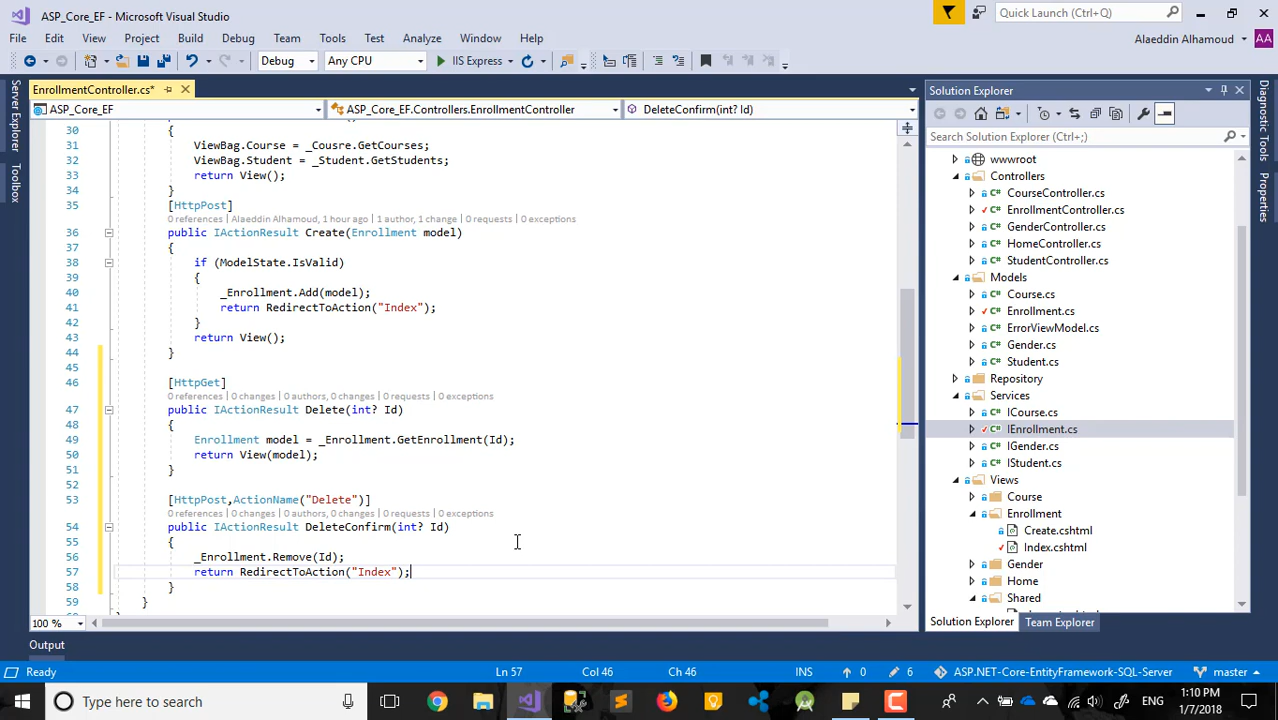 ASP_Core_EF - Microsoft Visual Studio
Quick Launch (Ctrl+Q)
File Edit View Project Build Debug Team Tools Test Analyze Window Help
Alaeddin Alhamoud AA
Debug Any CPU IIS Express
EnrollmentController.cs*
Solution Explorer
ASP_Core_EF ASP_Core_EF.Controllers.EnrollmentController DeleteConfirm(int? Id)
Server Explorer
Toolbox
Diagnostic Tools
Properties
30 {
31 ViewBag.Course = _Cousre.GetCourses;
32 ViewBag.Student = _Student.GetStudents;
33 return View();
34 }
35 [HttpPost]
0 references | Alaeddin Alhamoud, 1 hour ago | 1 author, 1 change | 0 requests | 0 exceptions
36 public IActionResult Create(Enrollment model)
37 {
38 if (ModelState.IsValid)
39 {
40 _Enrollment.Add(model);
41 return RedirectToAction("Index");
42 }
43 return View();
44 }
45
46 [HttpGet]
0 references | 0 changes | 0 authors, 0 changes | 0 requests | 0 exceptions
47 public IActionResult Delete(int? Id)
48 {
49 Enrollment model = _Enrollment.GetEnrollment(Id);
50 return View(model);
51 }
52
53 [HttpPost,ActionName("Delete")]
0 references | 0 changes | 0 authors, 0 changes | 0 requests | 0 exceptions
54 public IActionResult DeleteConfirm(int? Id)
55 {
56 _Enrollment.Remove(Id);
57 return RedirectToAction("Index");
58 }
59 }
100 %
Search Solution Explorer (Ctrl+;)
wwwroot
Controllers
C# CourseController.cs
C# EnrollmentController.cs
C# GenderController.cs
C# HomeController.cs
C# StudentController.cs
Models
C# Course.cs
C# Enrollment.cs
C# ErrorViewModel.cs
C# Gender.cs
C# Student.cs
Repository
Services
C# ICourse.cs
C# IEnrollment.cs
C# IGender.cs
C# IStudent.cs
Views
Course
Enrollment
Create.cshtml
Index.cshtml
Gender
Home
Shared
Solution Explorer Team Explorer
Output
Ready Ln 57 Col 46 Ch 46 INS 0 6 ASP.NET-Core-EntityFramework-SQL-Server master
Type here to search
ENG
1:10 PM
1/7/2018